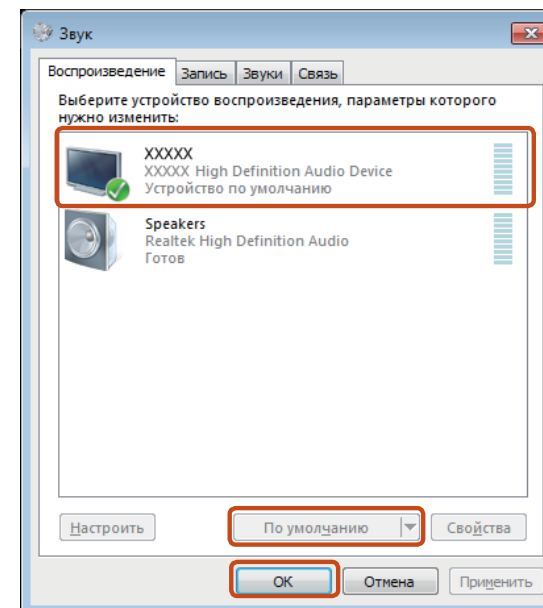 Звук
Воспроизведение Запись Звуки Связь
Выберите устройство воспроизведения, параметры которого
нужно изменить:
XXXXX
XXXXX High Definition Audio Device
Устройство по умолчанию
Speakers
Realtek High Definition Audio
Готов
Настроить По умолчанию Свойства
ОК Отмена Применить